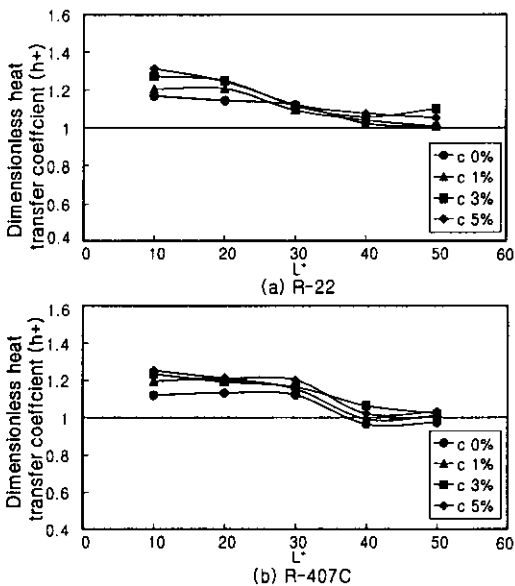 Dimensionless heat
transfer coeffcient (h+)
1.6
1.4
1.2
1
0.8
0.6
0.4
0 10 20 30 40 50 60
L*
c 0%
c 1%
c 3%
c 5%
(a) R-22
Dimensionless heat
transfer coefficient (h+)
1.6
1.4
1.2
1
0.8
0.6
0.4
0 10 20 30 40 50 60
L*
c 0%
c 1%
c 3%
c 5%
(b) R-407C